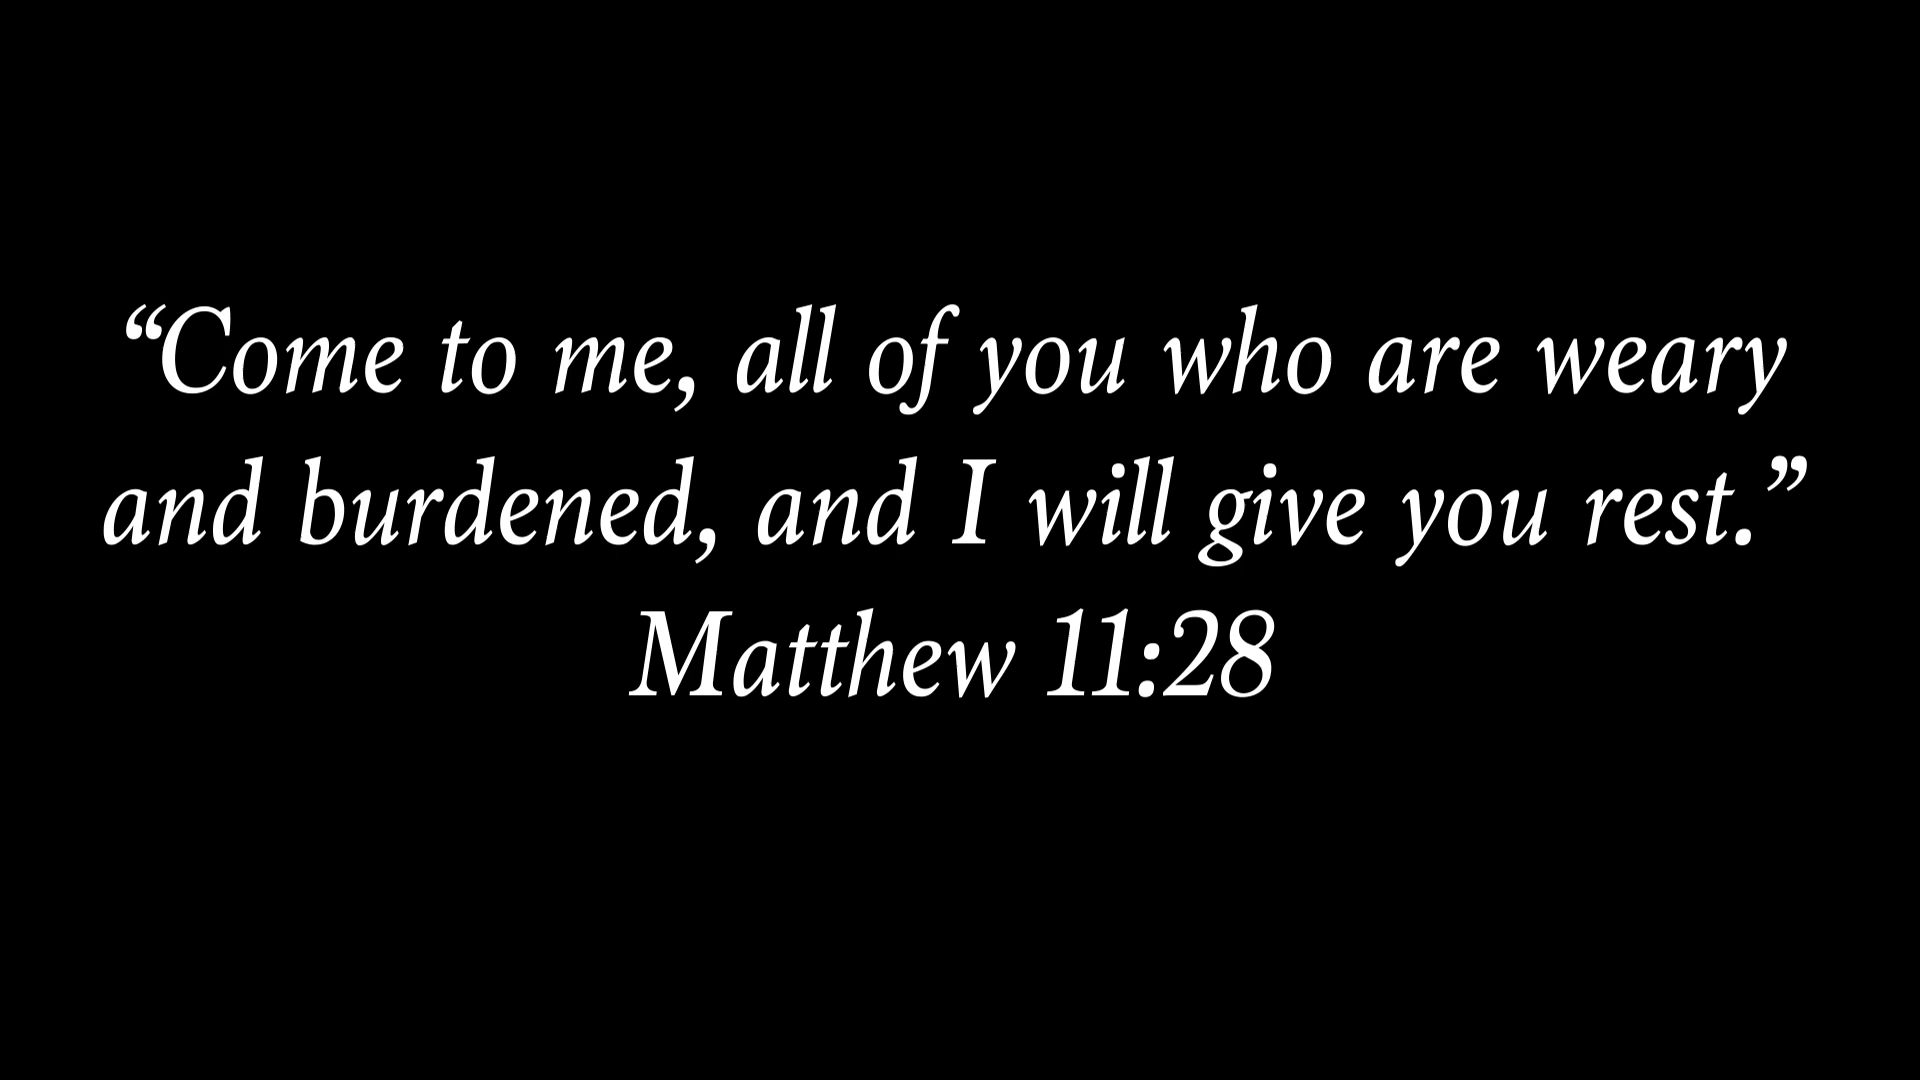 “Come to me, all of you who are weary
and burdened, and I will give you rest.”
Matthew 11:28